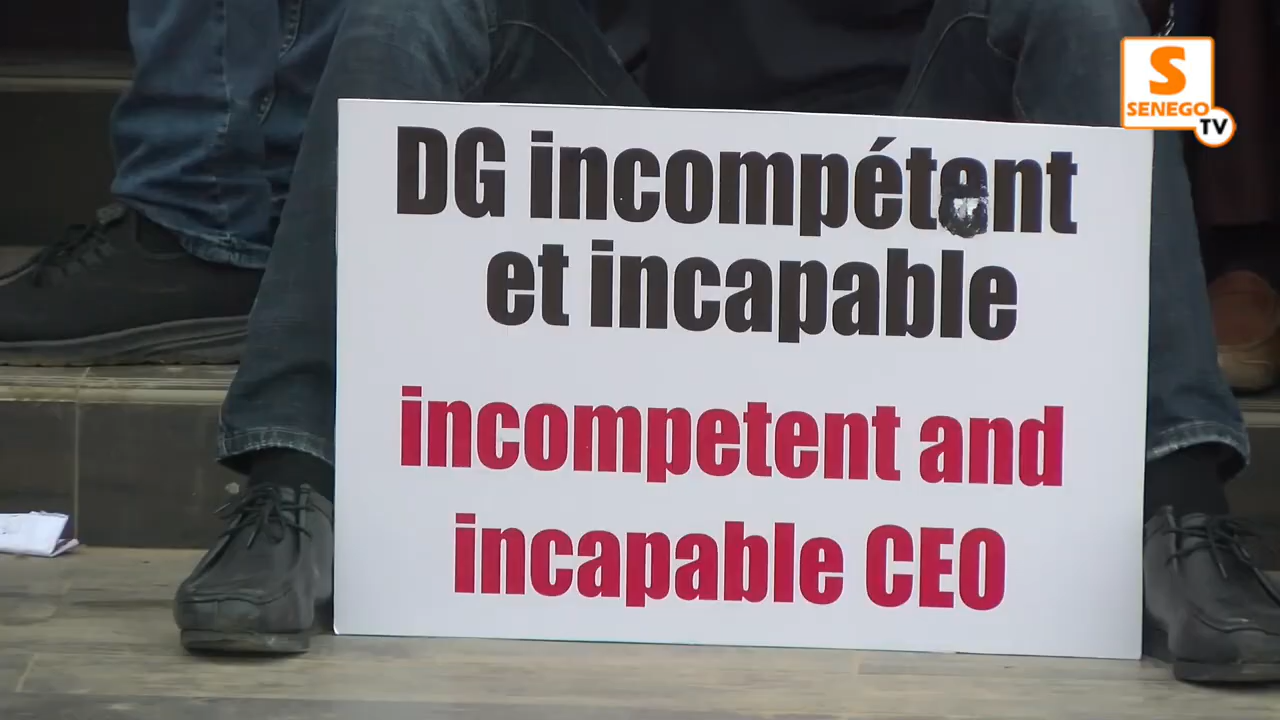 DG incompétent
et incapable
incompetent and
incapable CEO
S
SENEGO
TV